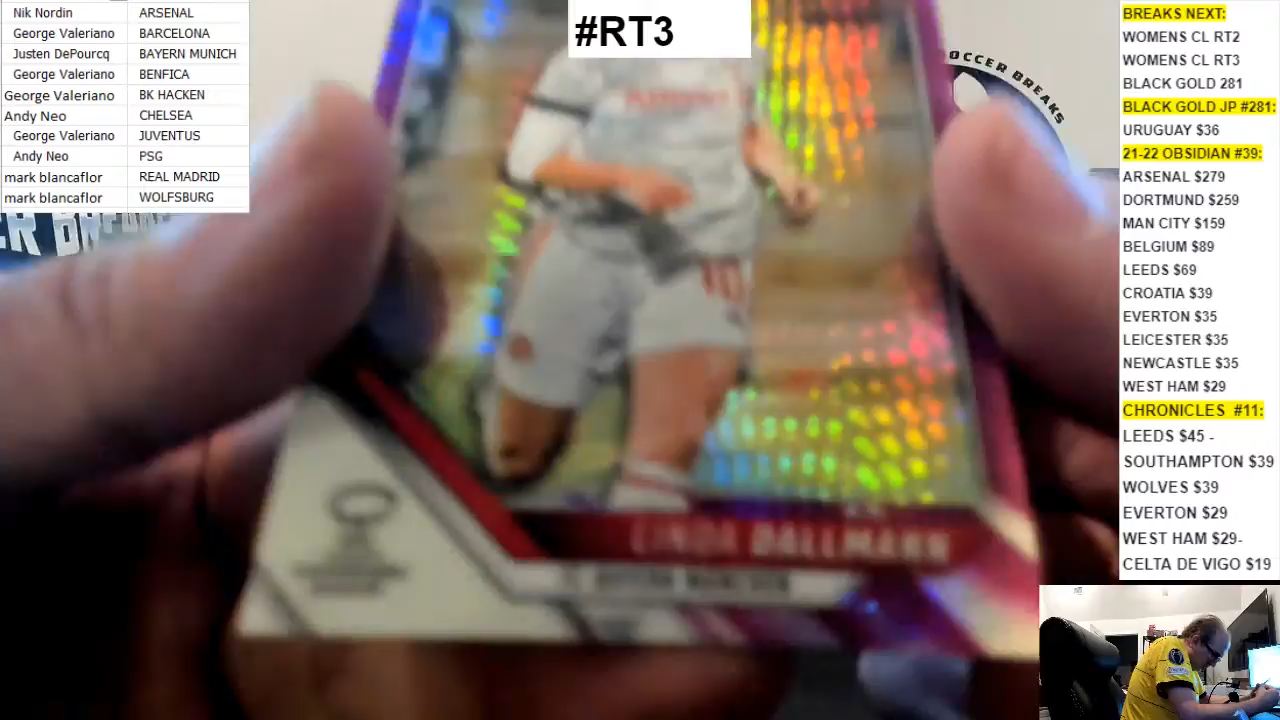 Nik Nordin ARSENAL
George Valeriano BARCELONA
Justen DePourcq BAYERN MUNICH
George Valeriano BENFICA
George Valeriano BK HACKEN
Andy Neo CHELSEA
George Valeriano JUVENTUS
Andy Neo PSG
mark blancaflor REAL MADRID
mark blancaflor WOLFSBURG
#RT3
OCCER BREAKS
LINDA DALLMANN
BREAKS NEXT:
WOMENS CL RT2
WOMENS CL RT3
BLACK GOLD 281
BLACK GOLD JP #281:
URUGUAY $36
21-22 OBSIDIAN #39:
ARSENAL $279
DORTMUND $259
MAN CITY $159
BELGIUM $89
LEEDS $69
CROATIA $39
EVERTON $35
LEICESTER $35
NEWCASTLE $35
WEST HAM $29
CHRONICLES #11:
LEEDS $45 -
SOUTHAMPTON $39
WOLVES $39
EVERTON $29
WEST HAM $29-
CELTA DE VIGO $19